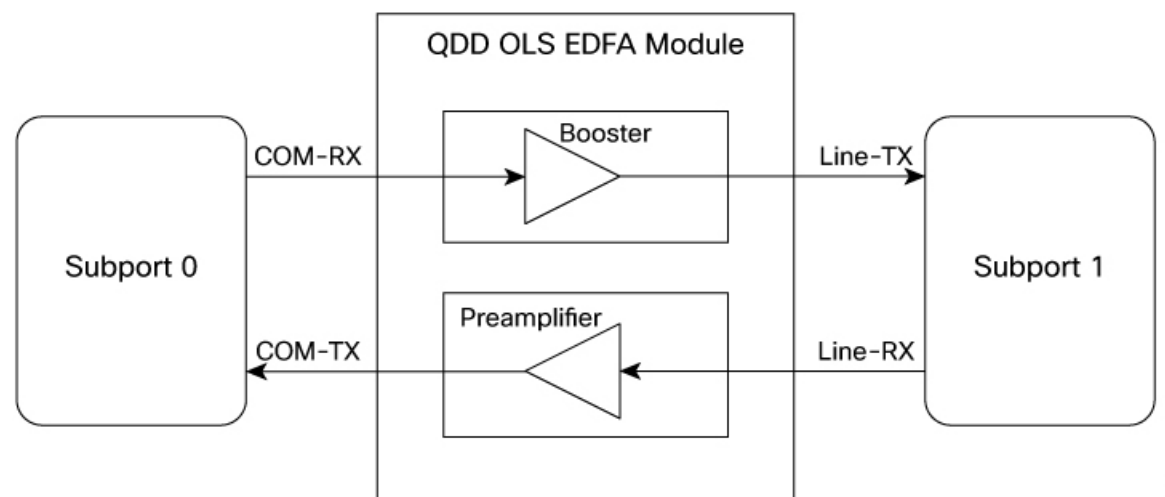 QDD OLS EDFA Module
Booster
COM-RX
Line-TX
Subport 0
Subport 1
Preamplifier
COM-TX
Line-RX